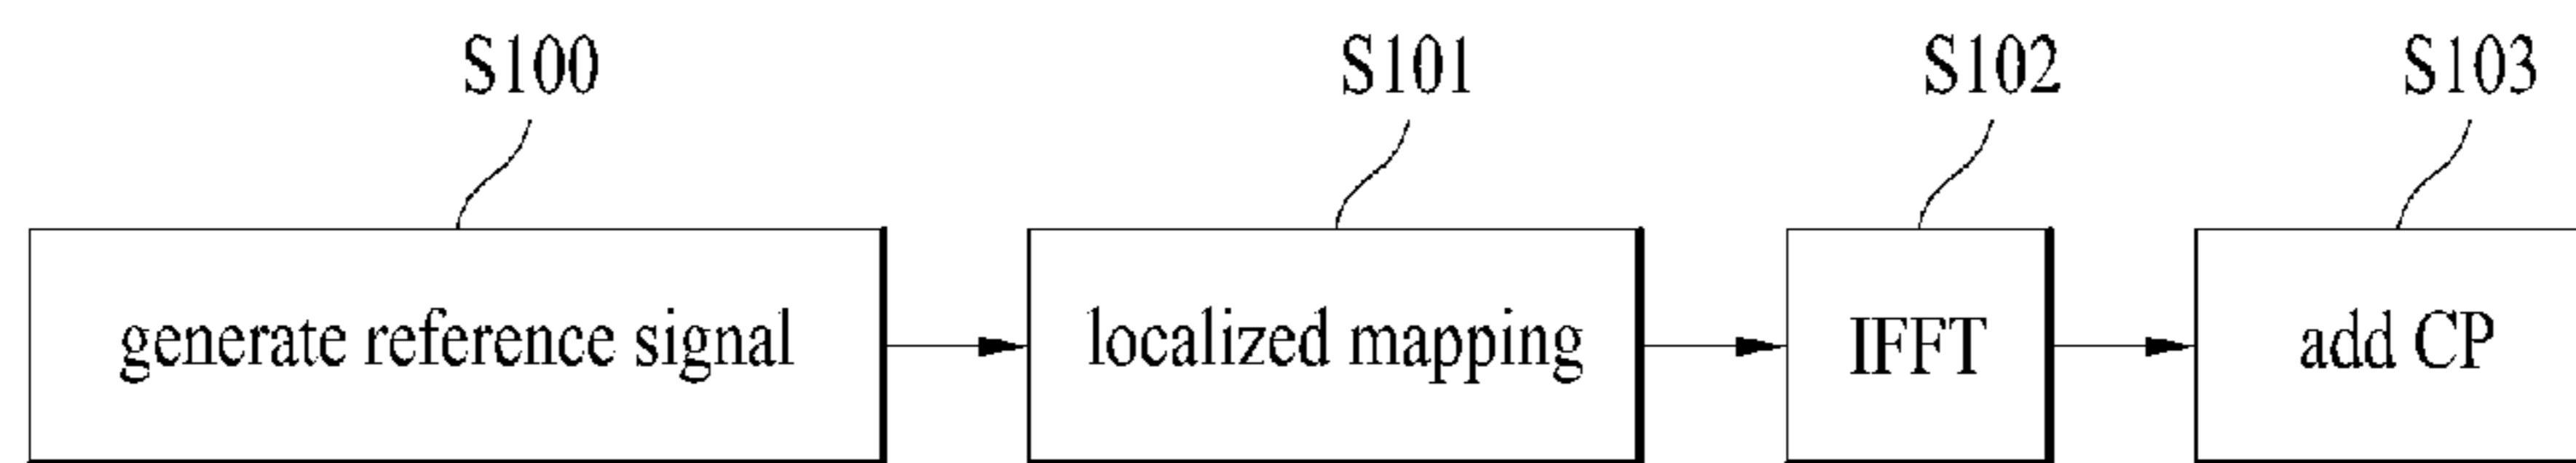 S100 S101 S102 S103
generate reference signal localized mapping IFFT add CP